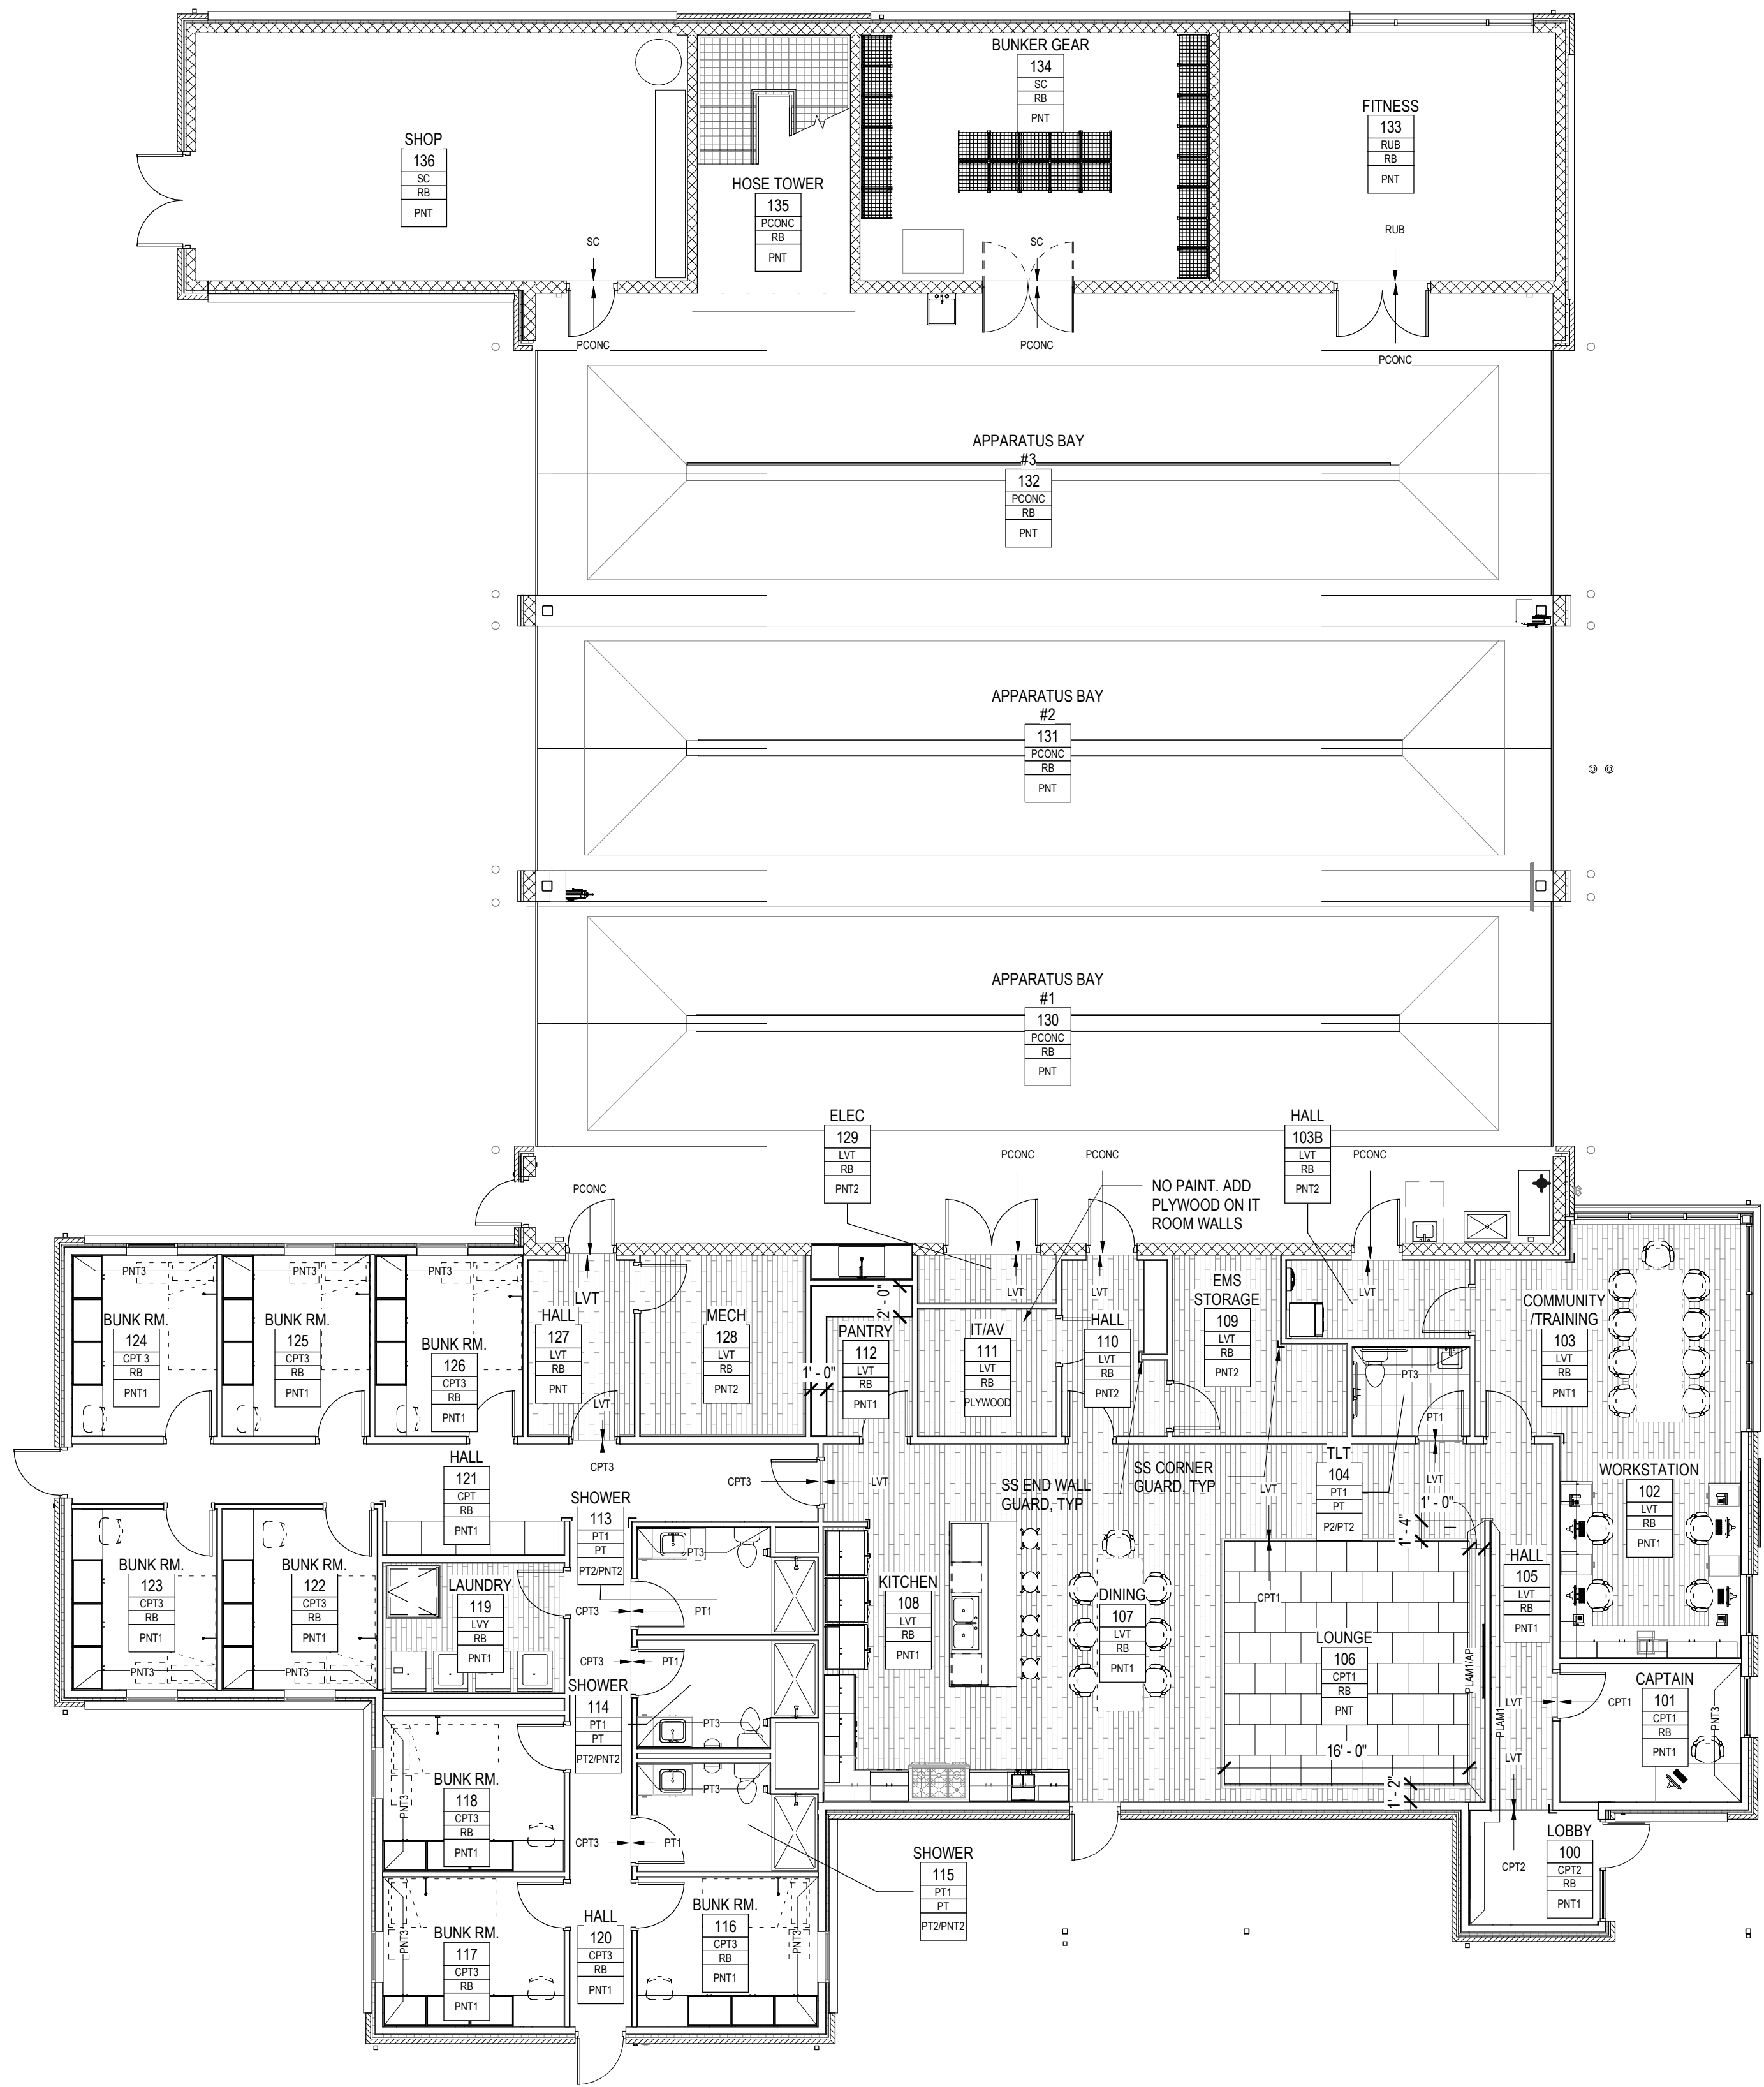 BUNKER GEAR
134
SC
RB
PNT
FITNESS
133
RUB
RB
PNT
SHOP
136
SC
RB
PNT
HOSE TOWER
135
PCONC
RB
PNT
SC
SC
RUB
PCONC
PCONC
PCONC
APPARATUS BAY
#3
132
PCONC
RB
PNT
APPARATUS BAY
#2
131
PCONC
RB
PNT
APPARATUS BAY
#1
130
PCONC
RB
PNT
ELEC
129
LVT
RB
PNT2
HALL
103B
LVT
RB
PNT2
PCONC
PCONC
PCONC
PCONC
NO PAINT. ADD
PLYWOOD ON IT
ROOM WALLS
PNT3
PNT3
PNT3
BUNK RM.
124
CPT 3
RB
PNT1
BUNK RM.
125
CPT3
RB
PNT1
BUNK RM.
126
CPT3
RB
PNT1
LVT
HALL
127
LVT
RB
PNT
LVT
CPT3
MECH
128
LVT
RB
PNT2
1' - 0"
2' - 0"
PANTRY
112
LVT
RB
PNT1
LVT
IT/AV
111
LVT
RB
PLYWOOD
LVT
HALL
110
LVT
RB
PNT2
EMS
STORAGE
109
LVT
RB
PNT2
LVT
PT3
PT1
LVT
COMMUNITY
/TRAINING
103
LVT
RB
PNT1
HALL
121
CPT
RB
PNT1
CPT3
LVT
SS END WALL
GUARD, TYP
SS CORNER
GUARD, TYP
LVT
CPT1
TLT
104
PT1
PT
P2/PT2
1' - 0"
1' - 4"
WORKSTATION
102
LVT
RB
PNT1
SHOWER
113
PT1
PT
PT2/PNT2
PT3
CPT3
PT1
BUNK RM.
123
CPT3
RB
PNT1
PNT3
BUNK RM.
122
CPT3
RB
PNT1
PNT3
LAUNDRY
119
LVY
RB
PNT1
KITCHEN
108
LVT
RB
PNT1
DINING
107
LVT
RB
PNT1
LOUNGE
106
CPT1
RB
PNT
16' - 0"
1' - 2"
PLAM1/AP
PLAM1
HALL
105
LVT
RB
PNT1
LVT
CPT1
CAPTAIN
101
CPT1
RB
PNT1
PNT3
CPT3
PT1
SHOWER
114
PT1
PT
PT2/PNT2
PT3
PT3
BUNK RM.
118
CPT3
RB
PNT1
PNT3
CPT3
PT1
LVT
CPT2
LOBBY
100
CPT2
RB
PNT1
SHOWER
115
PT1
PT
PT2/PNT2
BUNK RM.
117
CPT3
RB
PNT1
PNT3
HALL
120
CPT3
RB
PNT1
BUNK RM.
116
CPT3
RB
PNT1
PNT3